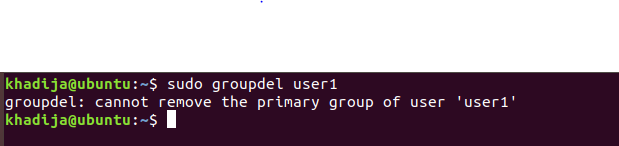 khadija@ubuntu:~$ sudo groupdel user1
groupdel: cannot remove the primary group of user 'user1'
khadija@ubuntu:~$